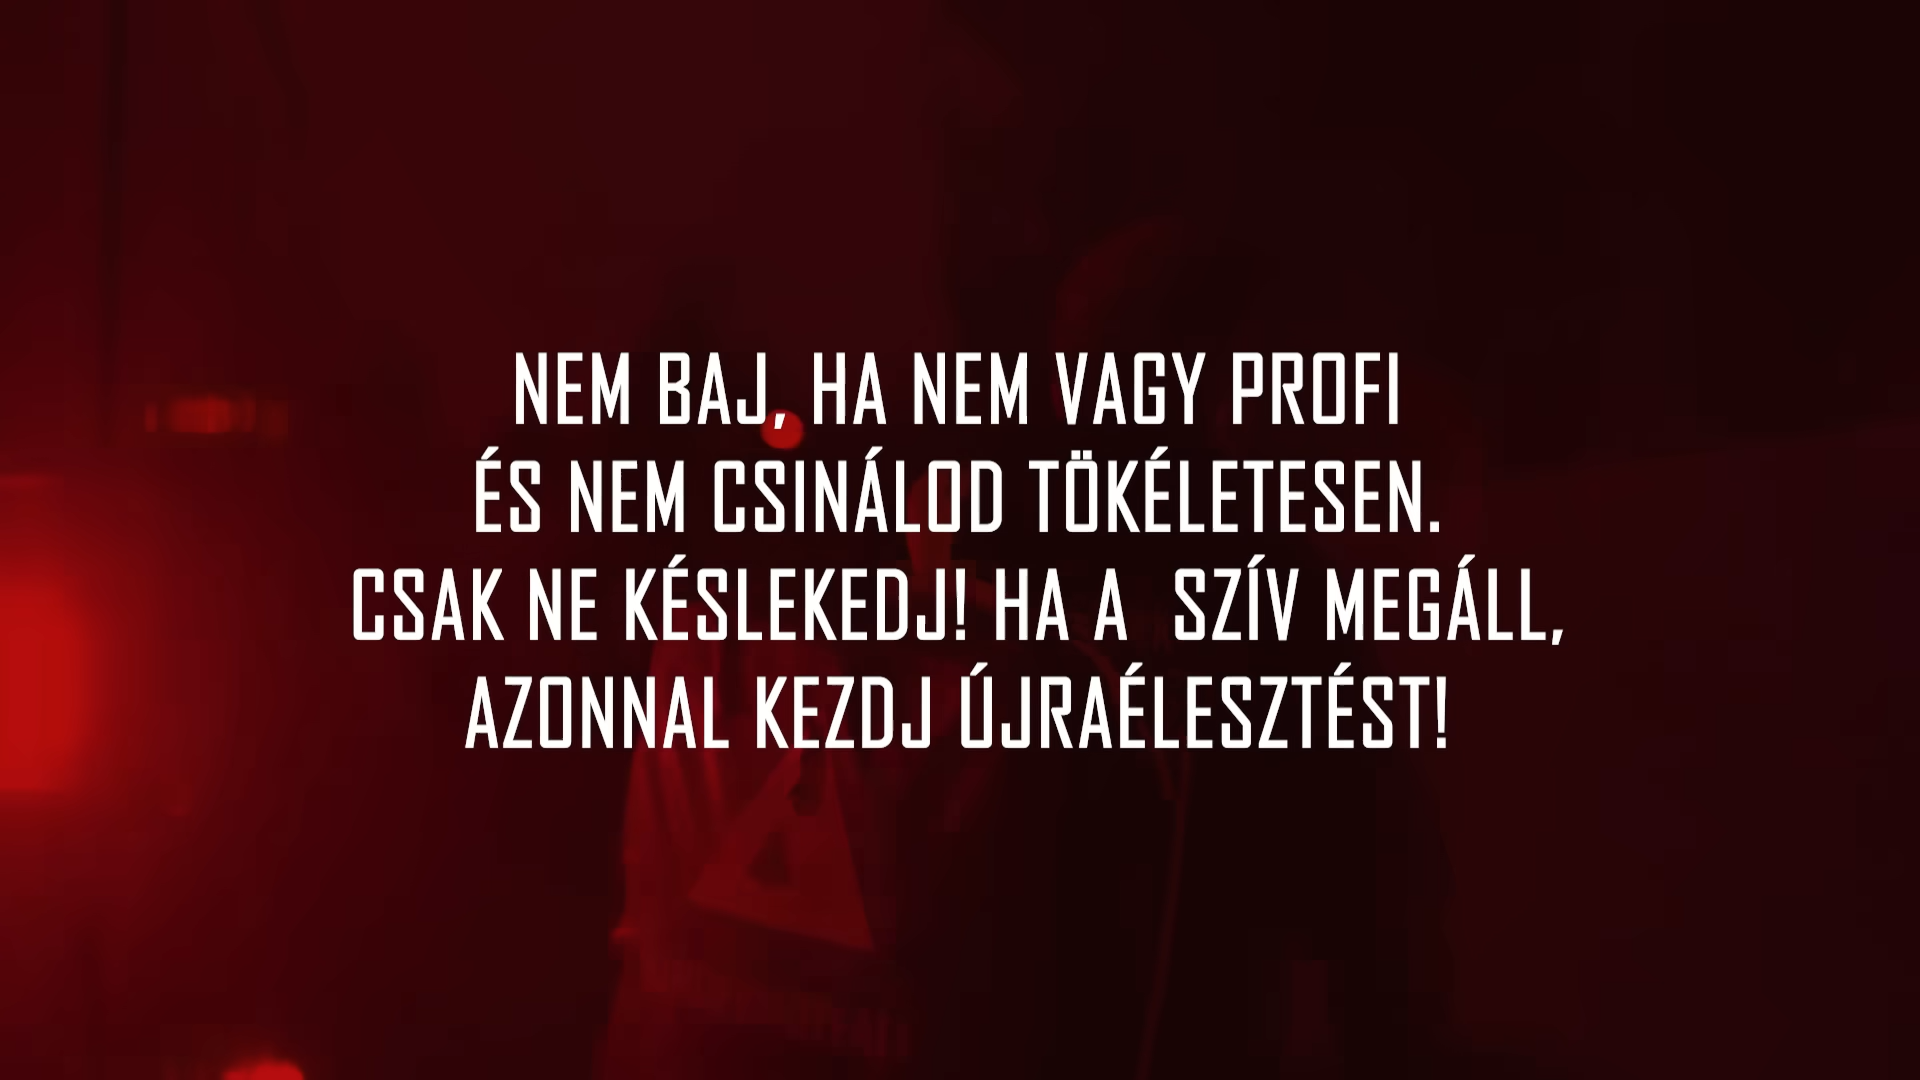 NEM BAJ, HA NEM VAGY PROFI
ÉS NEM CSINÁLOD TÖKÉLETESEN.
CSAK NE KÉSLEKEDJ! HA A  SZÍV MEGÁLL,
AZONNAL KEZDJ ÚJRAÉLESZTÉST!